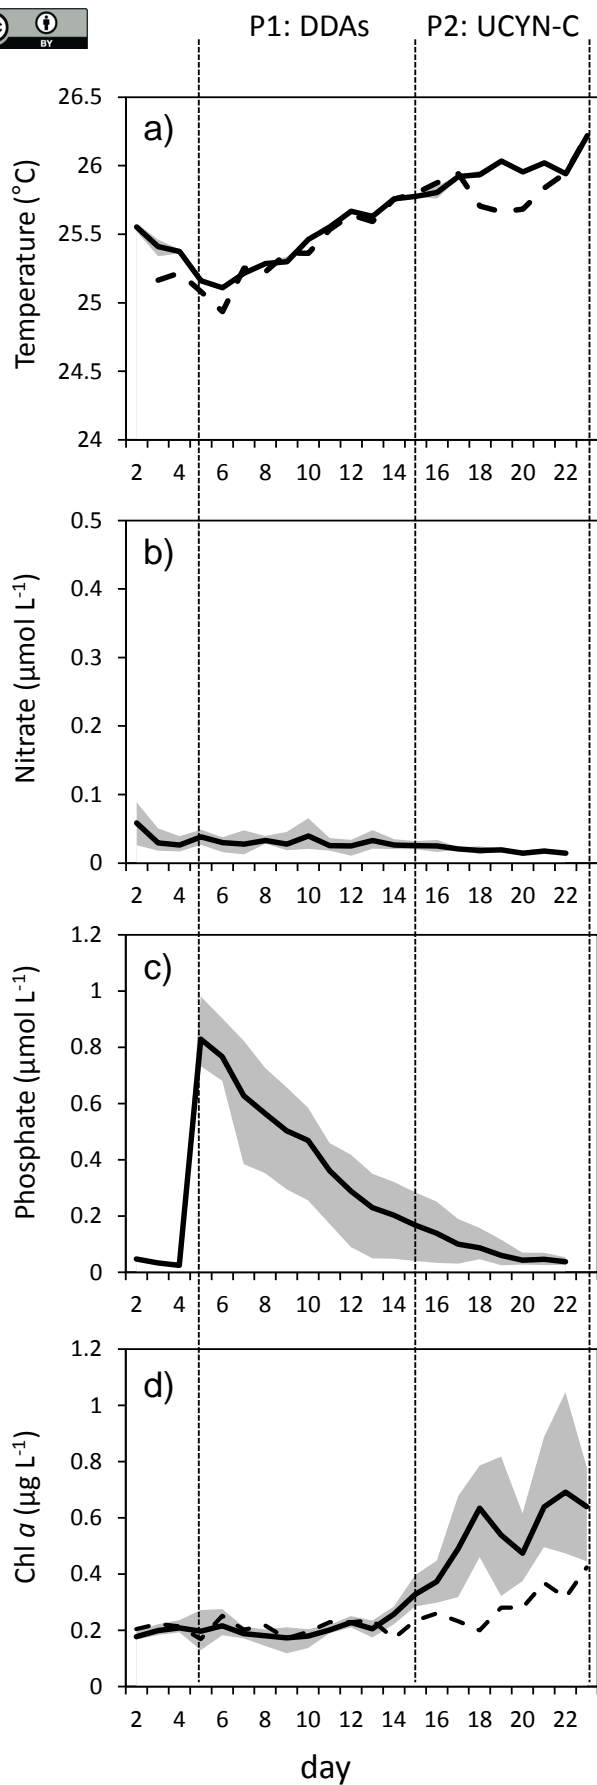 cc BY
P1: DDAs P2: UCYN-C
a)
Temperature (°C)
26.5
26
25.5
25
24.5
24
2 4 6 8 10 12 14 16 18 20 22
b)
Nitrate (µmol L-1)
0.5
0.4
0.3
0.2
0.1
0
2 4 6 8 10 12 14 16 18 20 22
c)
Phosphate (µmol L-1)
1.2
1
0.8
0.6
0.4
0.2
0
2 4 6 8 10 12 14 16 18 20 22
d)
Chl a (µg L-1)
1.2
1
0.8
0.6
0.4
0.2
0
2 4 6 8 10 12 14 16 18 20 22
day